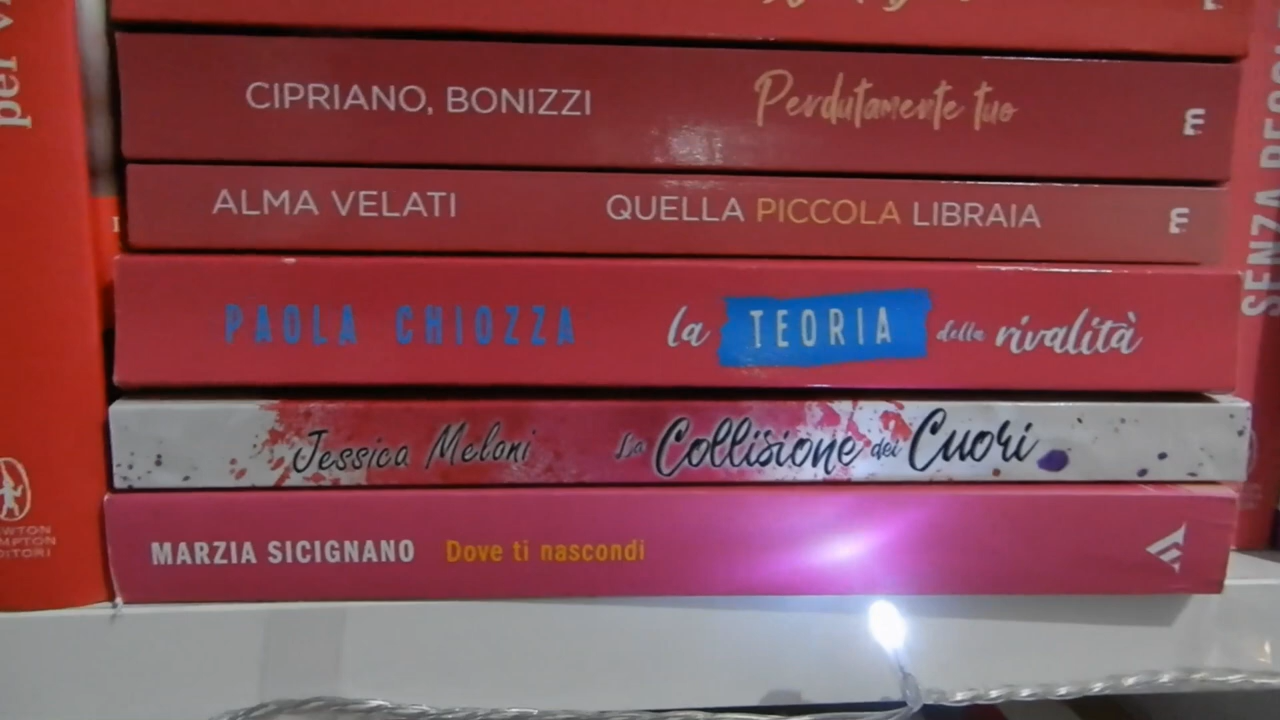 per
CIPRIANO, BONIZZI Perdutamente tuo
ALMA VELATI QUELLA PICCOLA LIBRAIA
PAOLA CHIOZZA la TEORIA della rivalità
Jessica Meloni La Collisione dei Cuori
MARZIA SICIGNANO Dove ti nascondi
SENZA